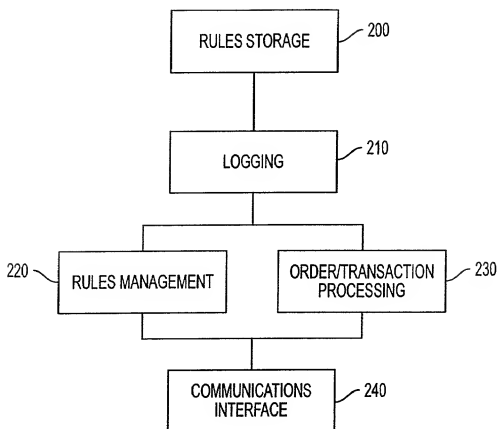 RULES STORAGE
200
LOGGING
210
220
RULES MANAGEMENT
ORDER/TRANSACTION
PROCESSING
230
COMMUNICATIONS
INTERFACE
240